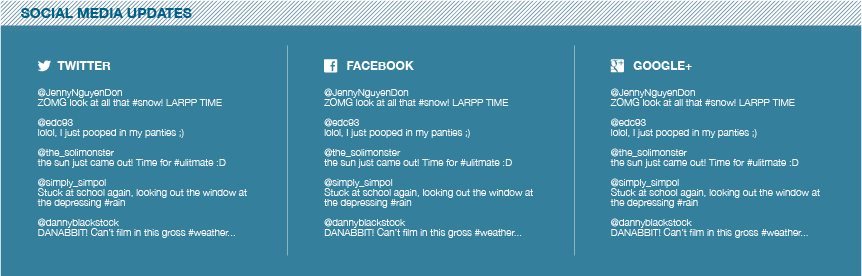 SOCIAL MEDIA UPDATES
TWITTER
@JennyNguyenDon
ZOMG look at all that #snow! LARPP TIME
@edc93
lolol, I just pooped in my panties ;)
@the_solimonster
the sun just came out! Time for #ulitmate :D
@simply_simpol
Stuck at school again, looking out the window at
the depressing #rain
@dannyblackstock
DANABBIT! Can't film in this gross #weather...
FACEBOOK
@JennyNguyenDon
ZOMG look at all that #snow! LARPP TIME
@edc93
lolol, I just pooped in my panties ;)
@the_solimonster
the sun just came out! Time for #ulitmate :D
@simply_simpol
Stuck at school again, looking out the window at
the depressing #rain
@dannyblackstock
DANABBIT! Can't film in this gross #weather...
GOOGLE+
@JennyNguyenDon
ZOMG look at all that #snow! LARPP TIME
@edc93
lolol, I just pooped in my panties ;)
@the_solimonster
the sun just came out! Time for #ulitmate :D
@simply_simpol
Stuck at school again, looking out the window at
the depressing #rain
@dannyblackstock
DANABBIT! Can't film in this gross #weather...